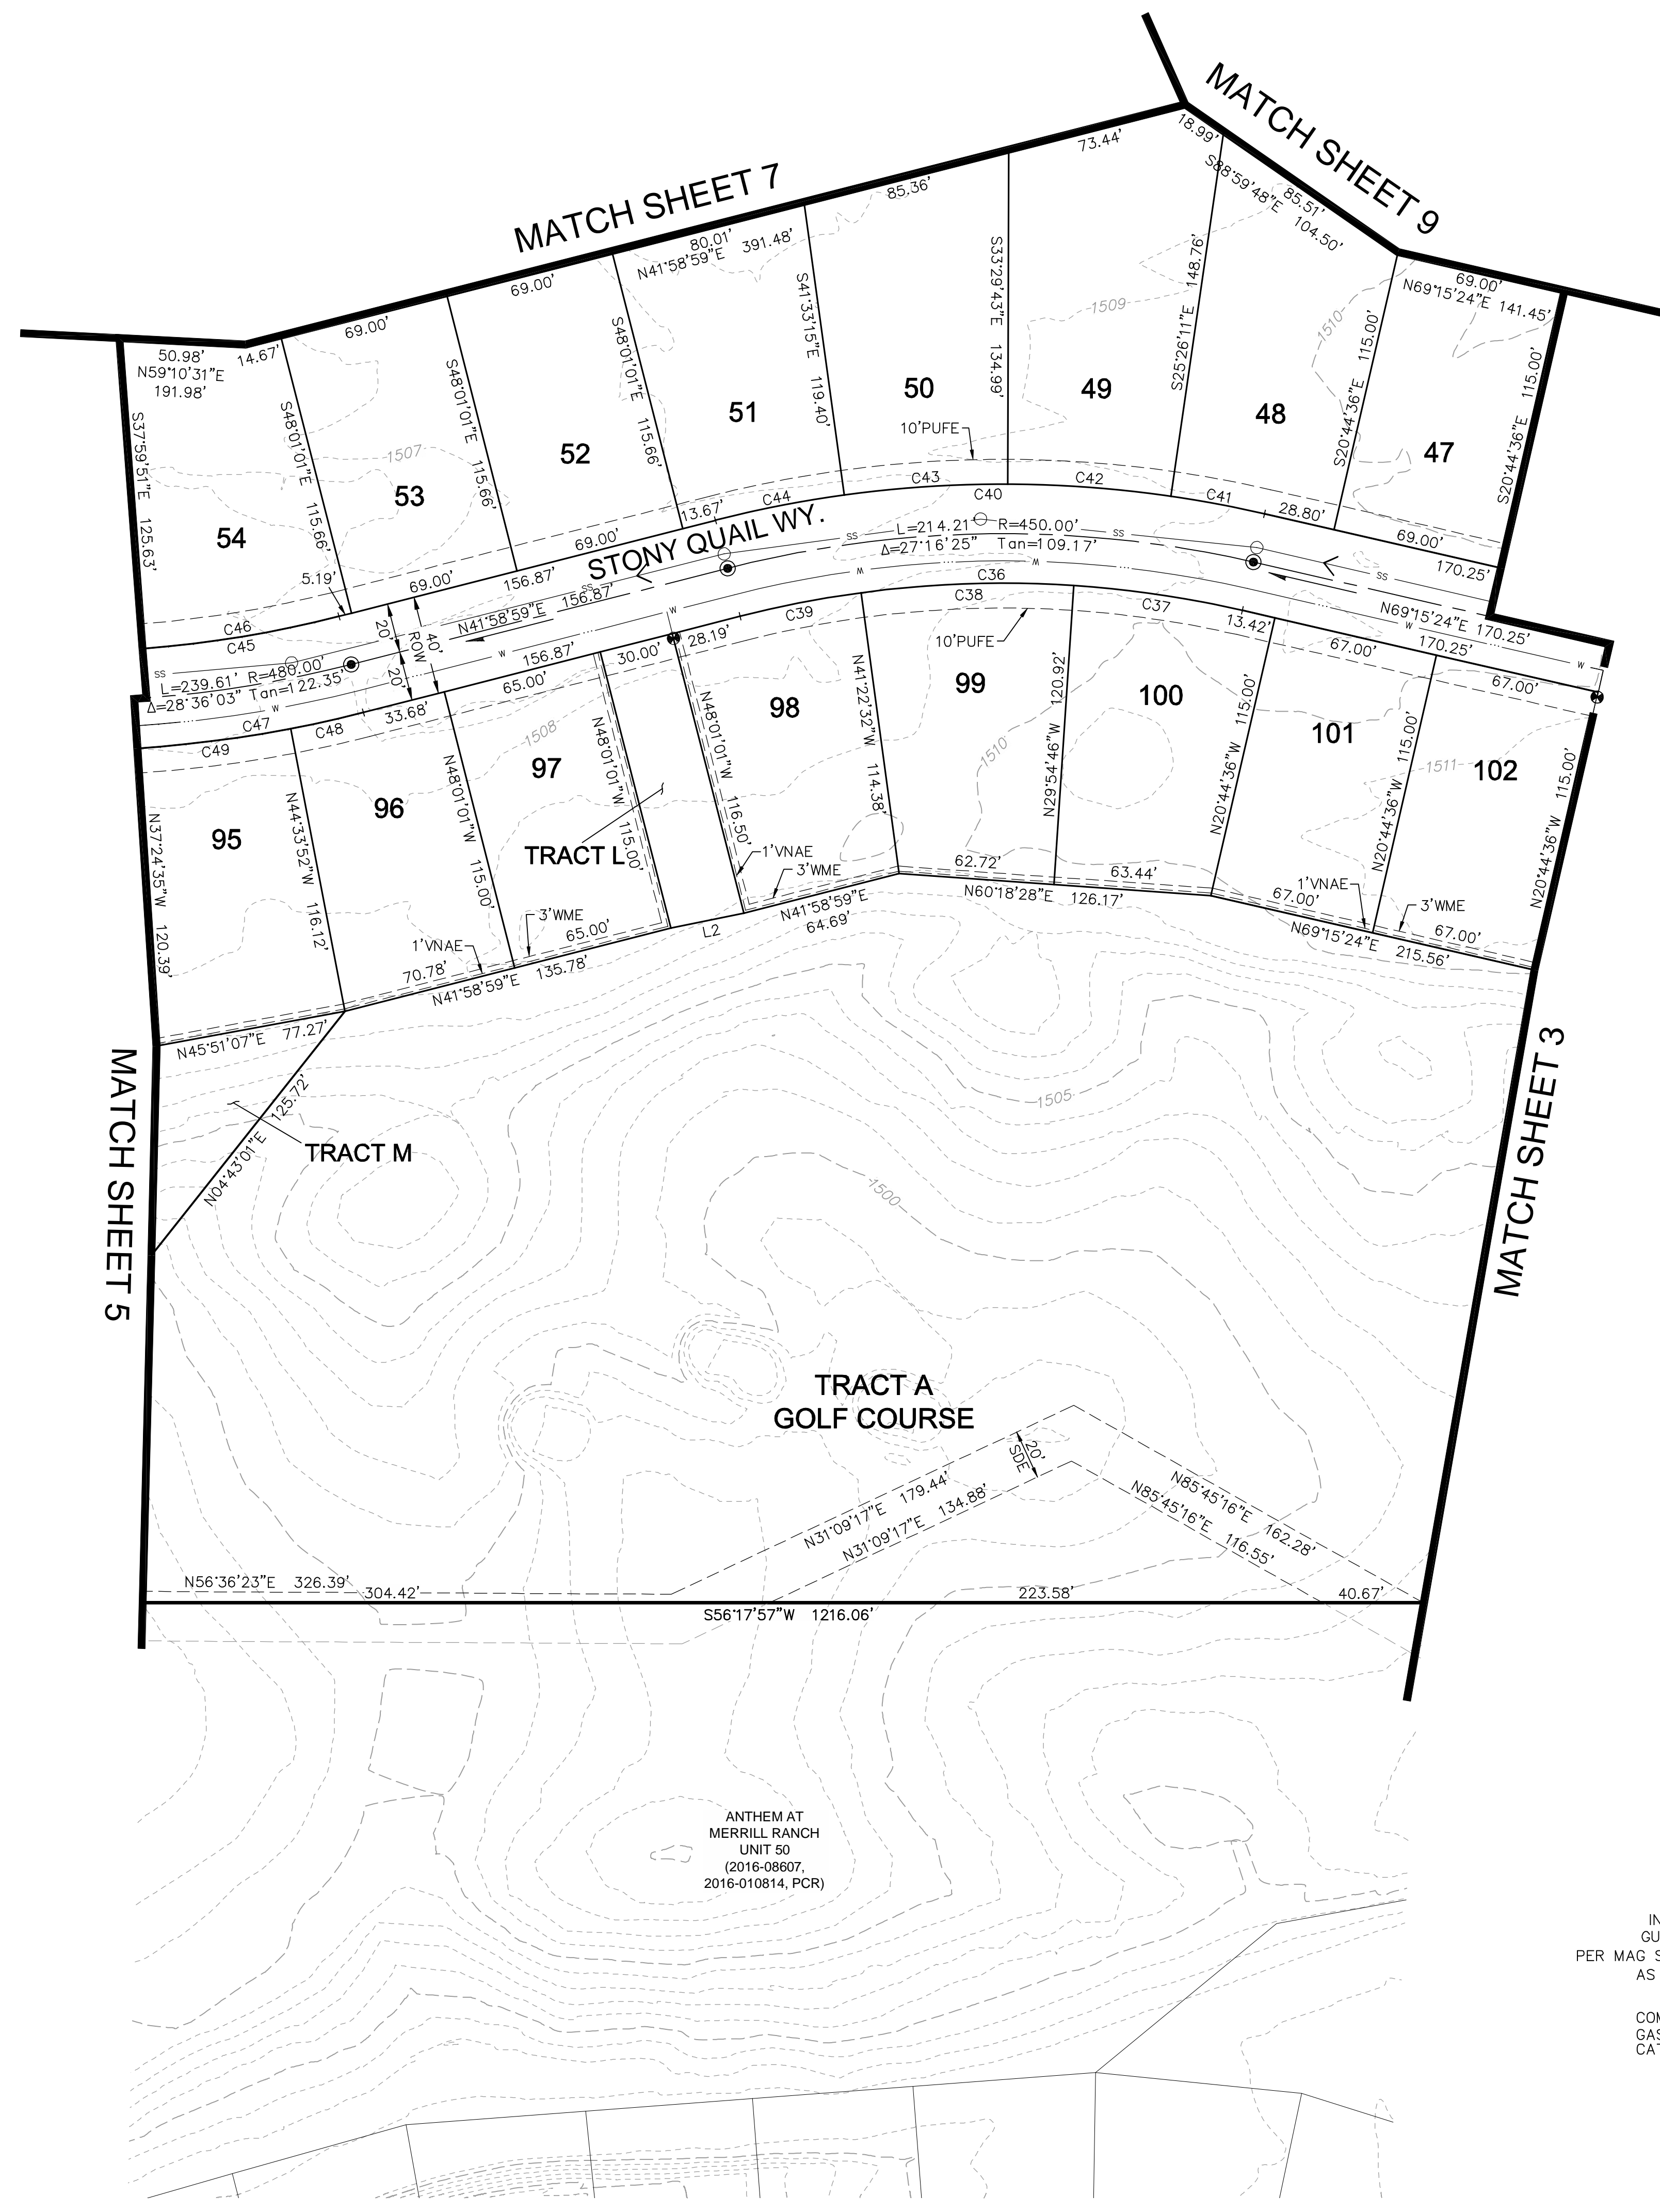 MATCH SHEET 7
MATCH SHEET 9
73.44'
18.99'
S88°59'48"E 104.50'
85.51'
85.36'
80.01'
N41°58'59"E 391.48'
69.00'
69.00'
69.00'
N69°15'24"E 141.45'
50.98'
N59°10'31"E
191.98'
14.67'
S37°59'51"E 125.63'
S48°01'01"E 115.66'
S48°01'01"E 115.66'
S48°01'01"E 115.66'
S41°33'15"E 119.40'
S33°29'43"E 134.99'
S25°26'11"E 148.76'
S20°44'36"E 115.00'
S20°44'36"E 115.00'
1507
1509
1510
54
53
52
51
50
49
48
47
10'PUFE
C46
C45
5.19'
69.00'
156.87'
69.00'
13.67'
C44
C43
C40
C42
C41
28.80'
69.00'
170.25'
STONY QUAIL WY.
L=214.21' R=450.00'
Δ=27°16'25" Tan=109.17'
SS
SS
SS
SS
SS
N41°58'59"E 156.87'
N69°15'24"E 170.25'
L=239.61' R=480.00'
Δ=28°36'03" Tan=122.35'
20'
20'
40'
ROW
W
W
W
W
W
W
W
C47
C49
C48
33.68'
65.00'
156.87'
30.00'
28.19'
C39
C36
C38
C37
10'PUFE
13.42'
67.00'
170.25'
67.00'
1508
1510
1511
95
96
97
98
99
100
101
102
N37°24'35"W 120.39'
N44°33'52"W 116.12'
N48°01'01"W 115.00'
N48°01'01"W 115.00'
N48°01'01"W 116.50'
N41°22'32"W 114.38'
N29°54'46"W 120.92'
N20°44'36"W 115.00'
N20°44'36"W 115.00'
N20°44'36"W 115.00'
TRACT L
1'VNAE
3'WME
1'VNAE
3'WME
1'VNAE
3'WME
N45°51'07"E 77.27'
70.78'
65.00'
N41°58'59"E 135.78'
L2
N41°58'59"E
64.69'
62.72'
63.44'
N60°18'28"E 126.17'
67.00'
67.00'
N69°15'24"E 215.56'
MATCH SHEET 5
MATCH SHEET 3
TRACT M
N04°43'01"E 125.72'
1505
1500
TRACT A
GOLF COURSE
20'
SDE
N31°09'17"E 179.44'
N31°09'17"E 134.88'
N85°45'16"E 162.28'
N85°45'16"E 116.55'
N56°36'23"E 326.39'
304.42'
223.58'
40.67'
S56°17'57"W 1216.06'
ANTHEM AT
MERRILL RANCH
UNIT 50
(2016-08607,
2016-010814, PCR)
IN
GU
PER MAG S
AS
CO
GAS
CA